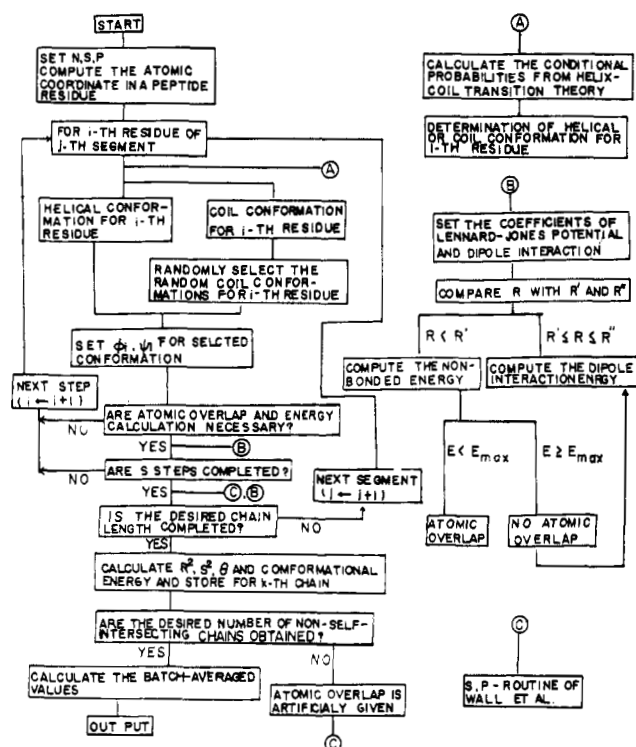 START
SET N,S,P
COMPUTE THE ATOMIC
COORDINATE IN A PEPTIDE
RESIDUE
FOR i-TH RESIDUE OF
j-TH SEGMENT
A
HELICAL CONFOR-
MATION FOR i-TH
RESIDUE
COIL CONFORMATION
FOR i-TH RESIDUE
RANDOMLY SELECT THE
RANDOM COIL CONFOR-
MATIONS FOR i-TH RESIDUE
SET ϕi, ψi FOR SELCTED
CONFORMATION
NEXT STEP
(i ← i+1)
ARE ATOMIC OVERLAP AND ENERGY
CALCULATION NECESSARY?
NO
YES
B
ARE S STEPS COMPLETED?
NO
YES
C,B
NEXT SEGMENT
(j ← j+1)
IS THE DESIRED CHAIN
LENGTH COMPLETED?
NO
YES
CALCULATE R², S², θ AND COMFORMATIONAL
ENERGY AND STORE FOR k-TH CHAIN
ARE THE DESIRED NUMBER OF NON-SELF-
INTERSECTING CHAINS OBTAINED?
YES
NO
CALCULATE THE BATCH-AVERAGED
VALUES
ATOMIC OVERLAP IS
ARTIFICIALY GIVEN
OUT PUT
C
A
CALCULATE THE CONDITIONAL
PROBABILITIES FROM HELIX-
COIL TRANSITION THEORY
DETERMINATION OF HELICAL
OR COIL CONFORMATION FOR
i-TH RESIDUE
B
SET THE COEFFICIENTS OF
LENNARD-JONES POTENTIAL
AND DIPOLE INTERACTION
COMPARE R WITH R' AND R"
R < R'
R' ≤ R ≤ R"
COMPUTE THE NON-
BONDED ENERGY
COMPUTE THE DIPOLE
INTERACTION ENRGY
E < Emax
E ≥ Emax
ATOMIC
OVERLAP
NO ATOMIC
OVERLAP
C
S,P-ROUTINE OF
WALL ET AL.